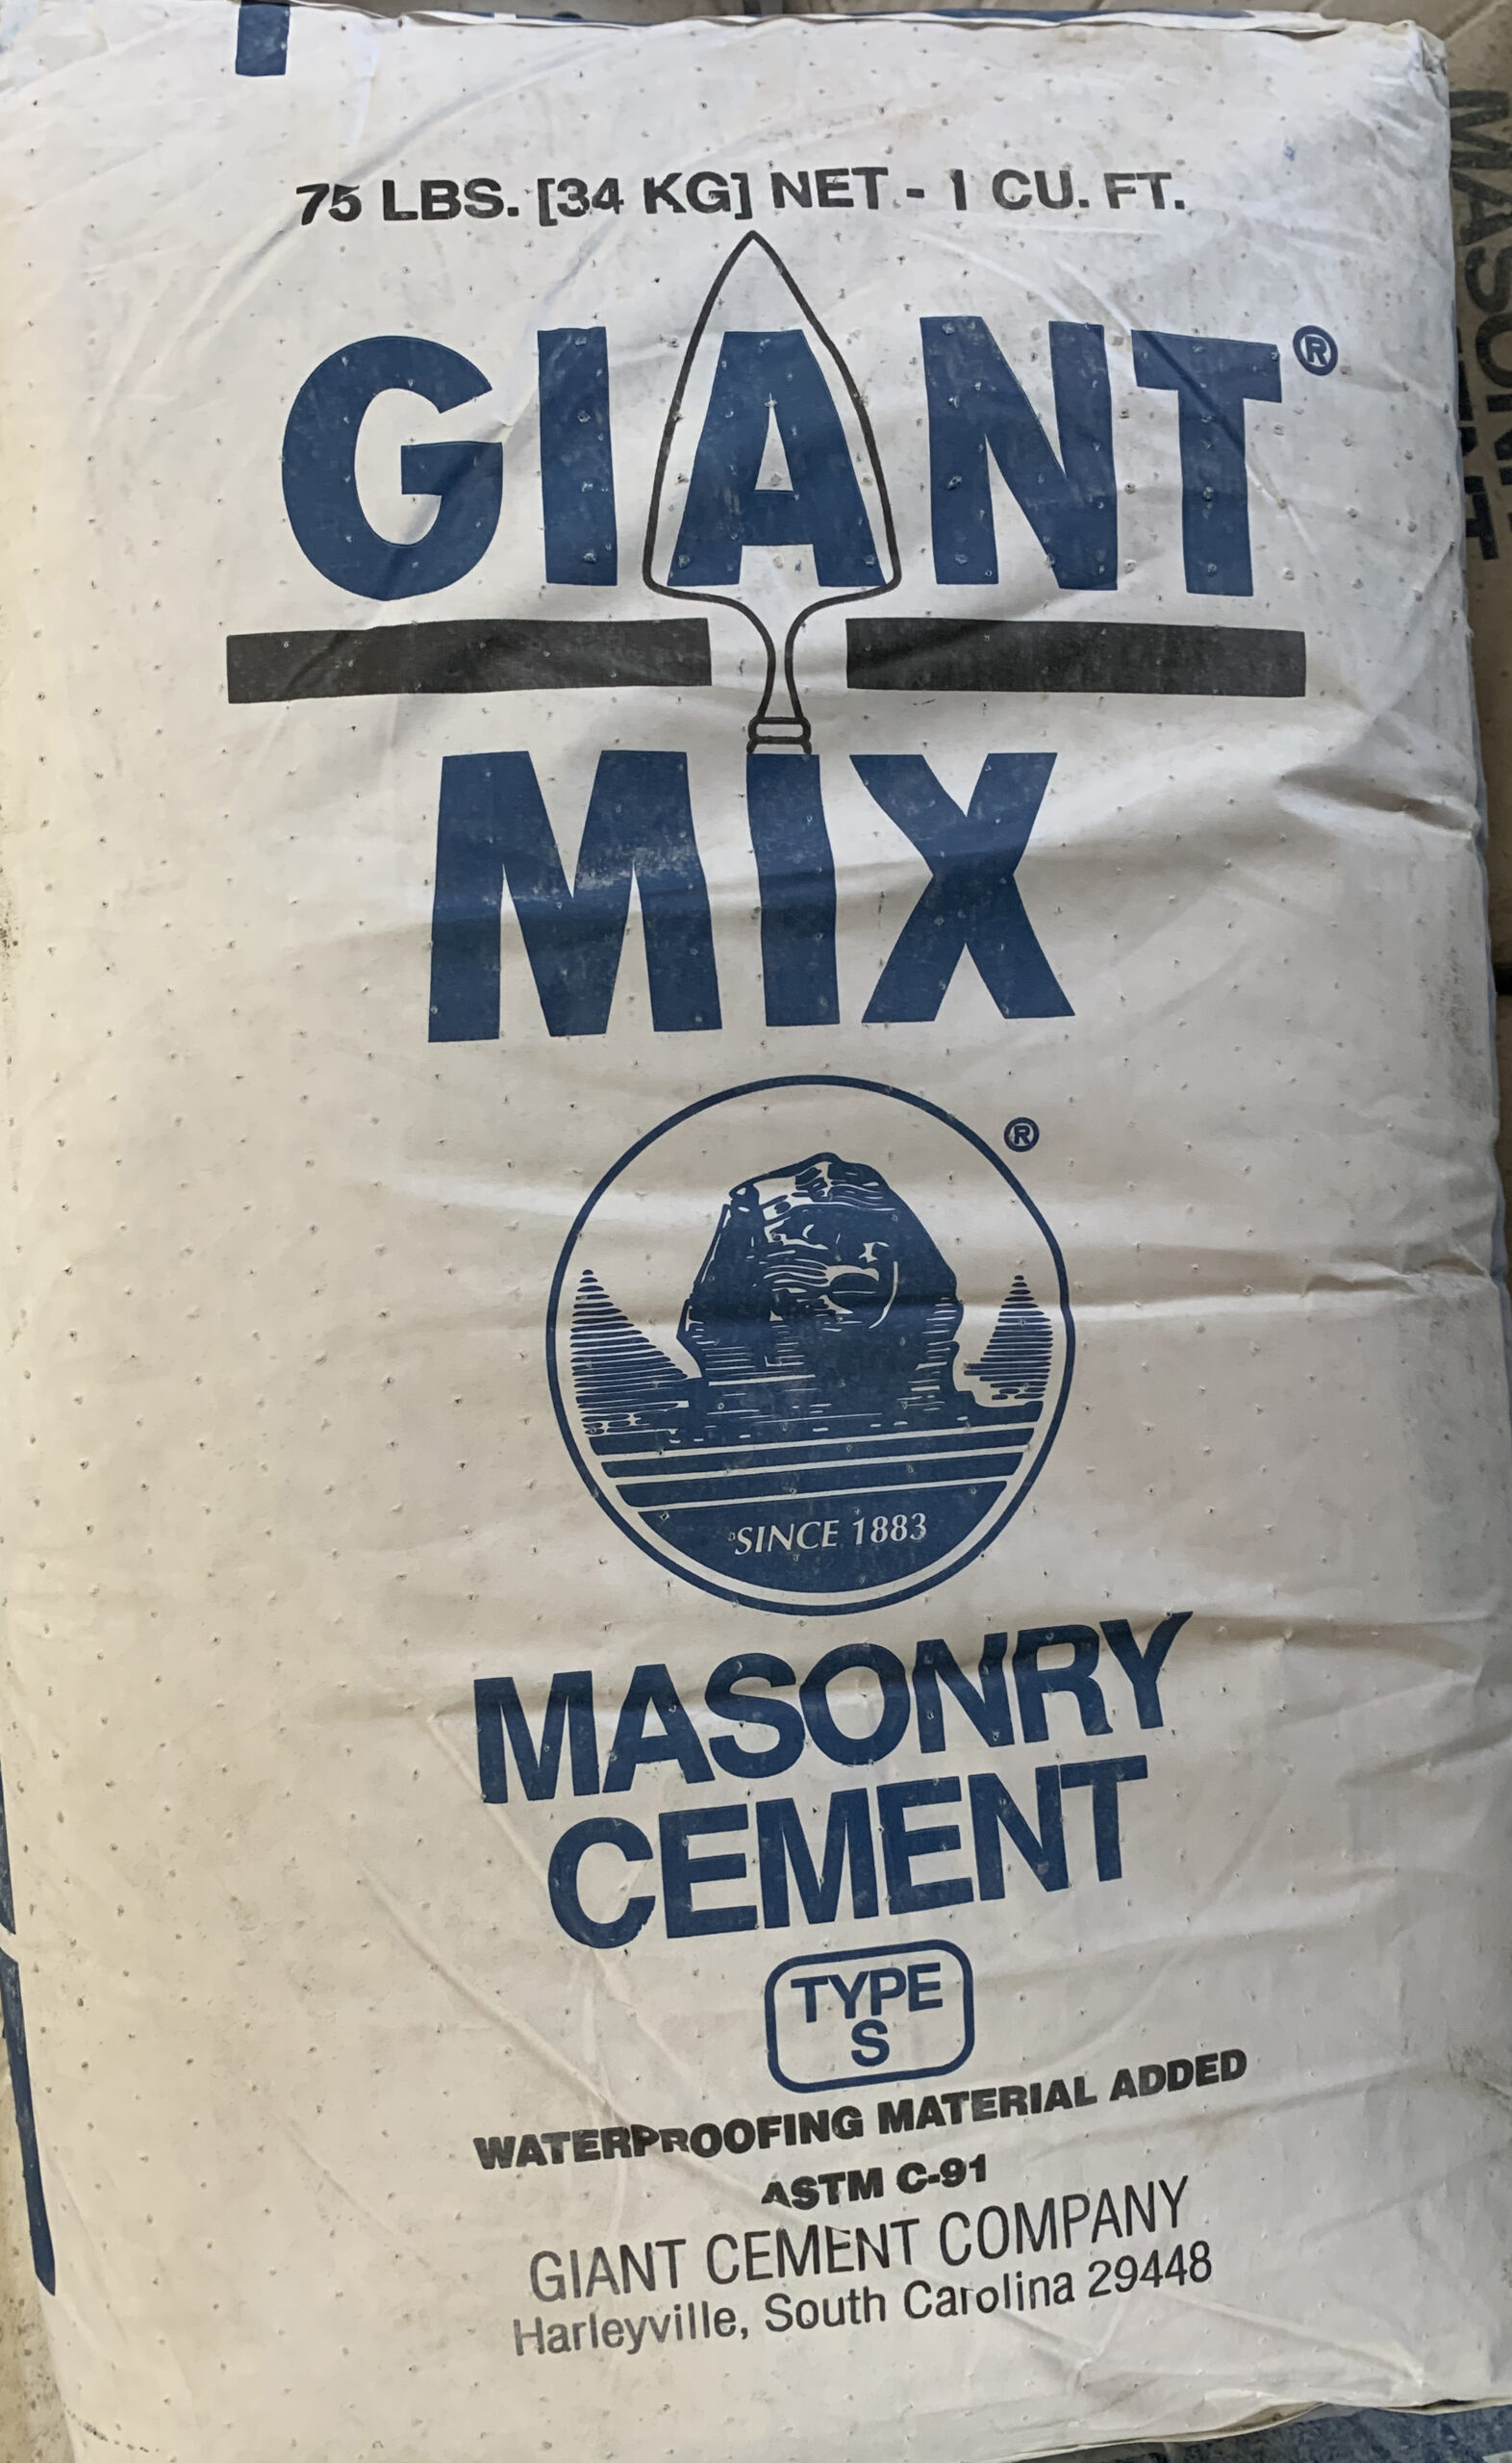 75 LBS. [34 KG] NET - 1 CU. FT.
GIANT®
MIX
®
SINCE 1883
MASONRY
CEMENT
TYPE
S
WATERPROOFING MATERIAL ADDED
ASTM C-91
GIANT CEMENT COMPANY
Harleyville, South Carolina 29448
MASONRY